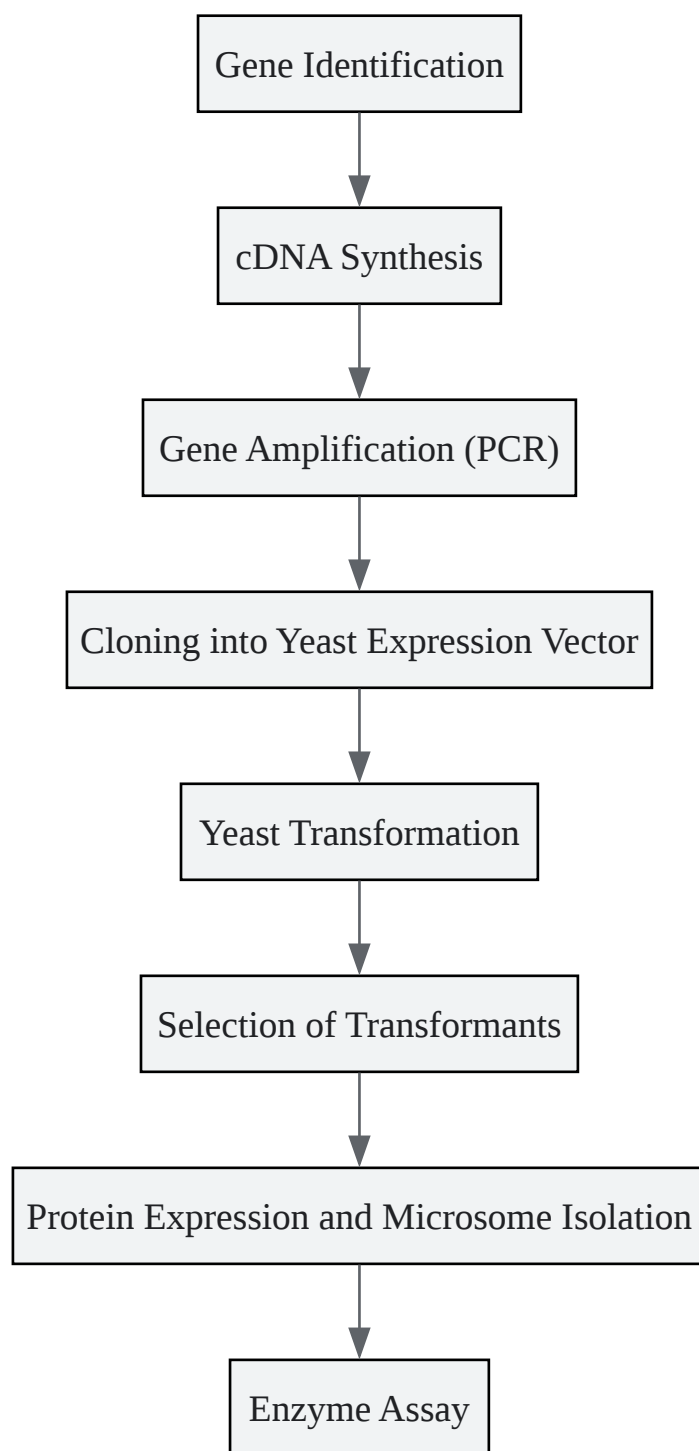 Gene Identification
cDNA Synthesis
Gene Amplification (PCR)
Cloning into Yeast Expression Vector
Yeast Transformation
Selection of Transformants
Protein Expression and Microsome Isolation
Enzyme Assay